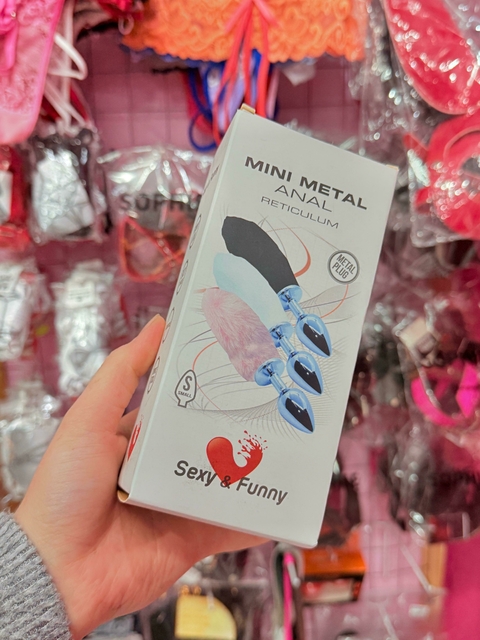 MINI METAL
ANAL
RETICULUM
METAL
PLUG
S
SMALL
Sexy & Funny